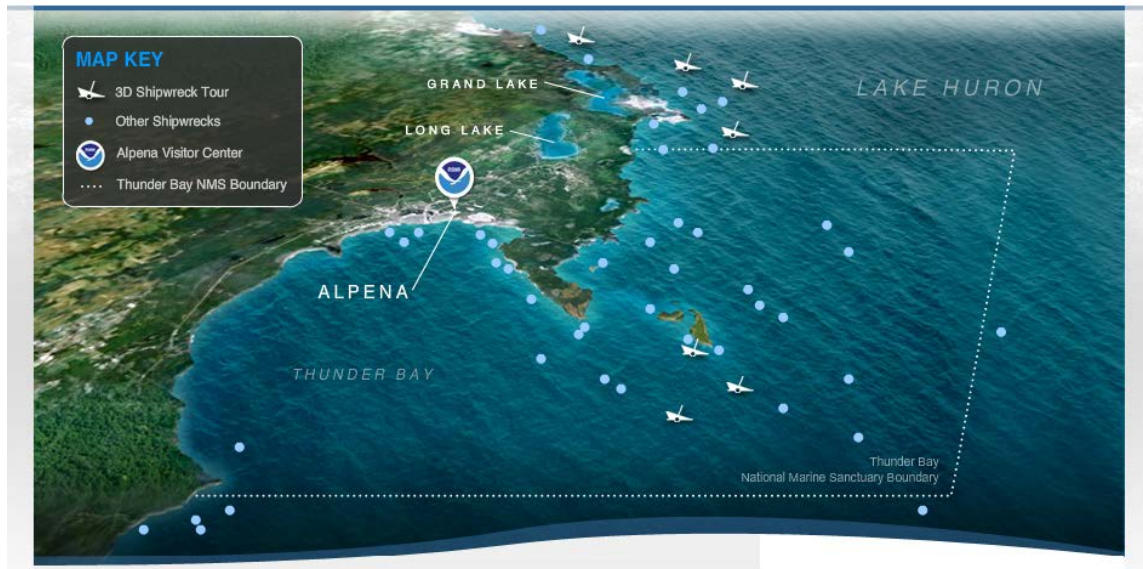 MAP KEY
3D Shipwreck Tour
Other Shipwrecks
Alpena Visitor Center
Thunder Bay NMS Boundary
GRAND LAKE
LAKE HURON
LONG LAKE
ALPENA
THUNDER BAY
Thunder Bay
National Marine Sanctuary Boundary